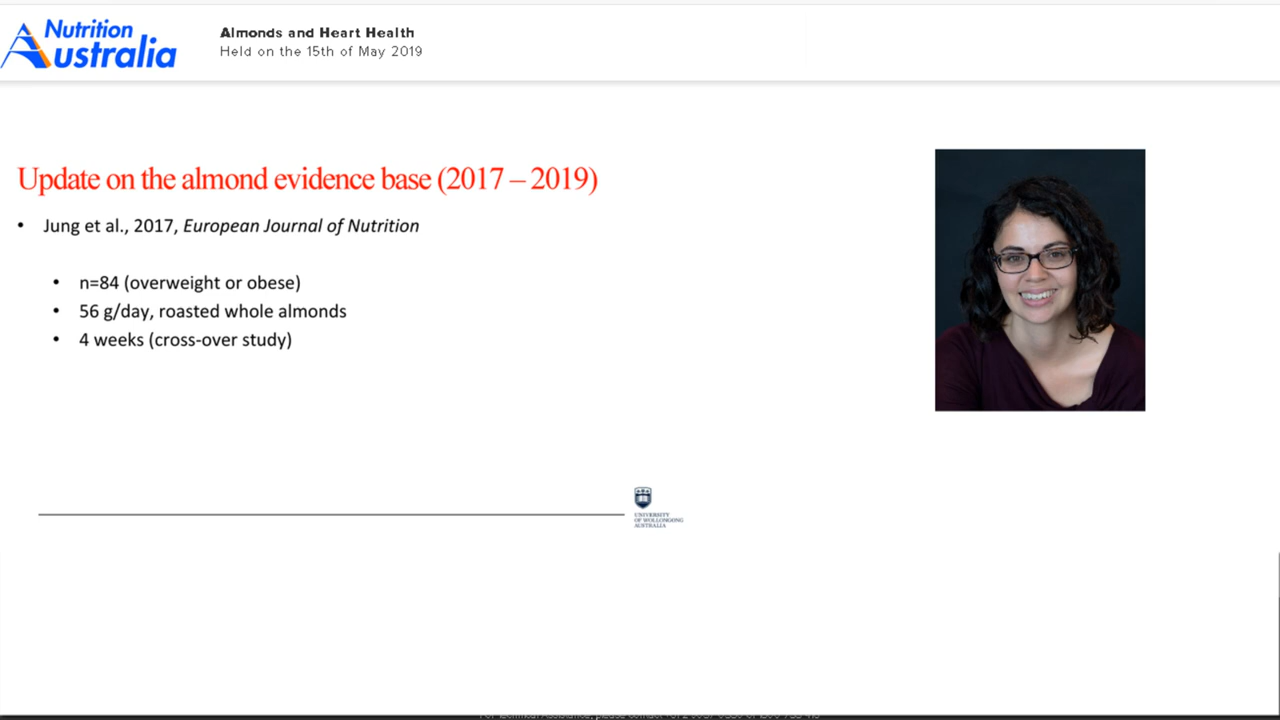 Nutrition
Australia
Almonds and Heart Health
Held on the 15th of May 2019
Update on the almond evidence base (2017 – 2019)
• Jung et al., 2017, European Journal of Nutrition
• n=84 (overweight or obese)
• 56 g/day, roasted whole almonds
• 4 weeks (cross-over study)
UNIVERSITY
OF WOLLONGONG
AUSTRALIA